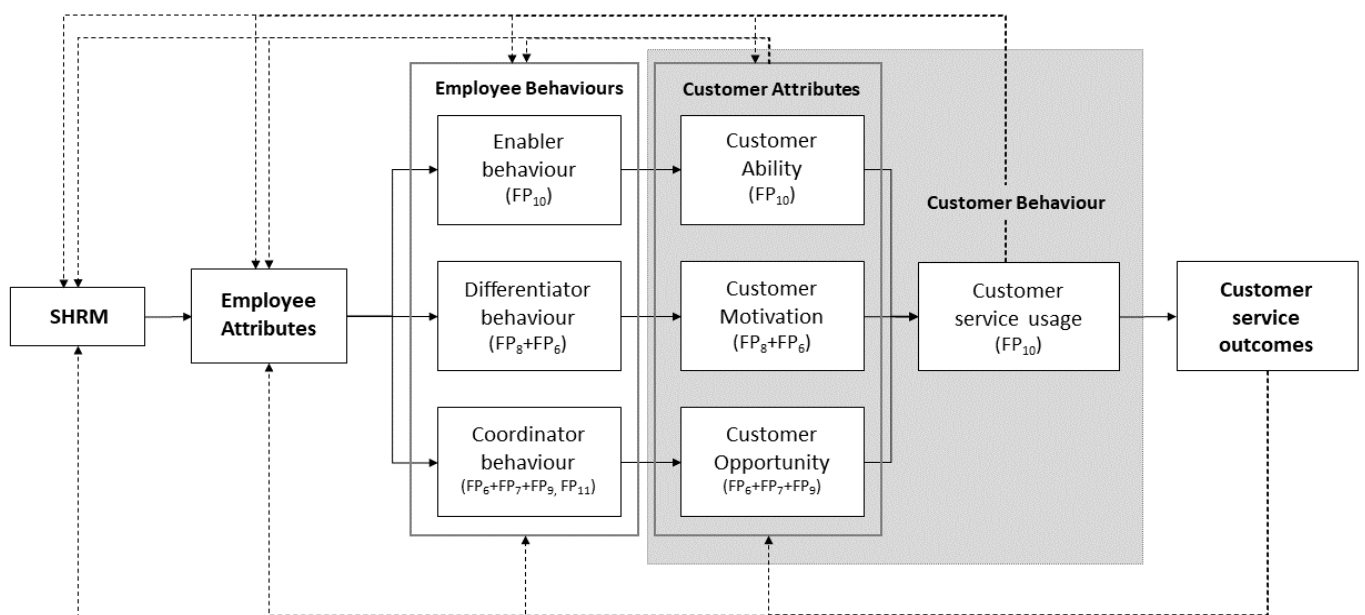 Employee Behaviours
Customer Attributes
Enabler
behaviour
(FP₁₀)
Customer
Ability
(FP₁₀)
Customer Behaviour
SHRM
Employee
Attributes
Differentiator
behaviour
(FP₈+FP₆)
Customer
Motivation
(FP₈+FP₆)
Customer
service usage
(FP₁₀)
Customer
service
outcomes
Coordinator
behaviour
(FP₆+FP₇+FP₉, FP₁₁)
Customer
Opportunity
(FP₆+FP₇+FP₉)